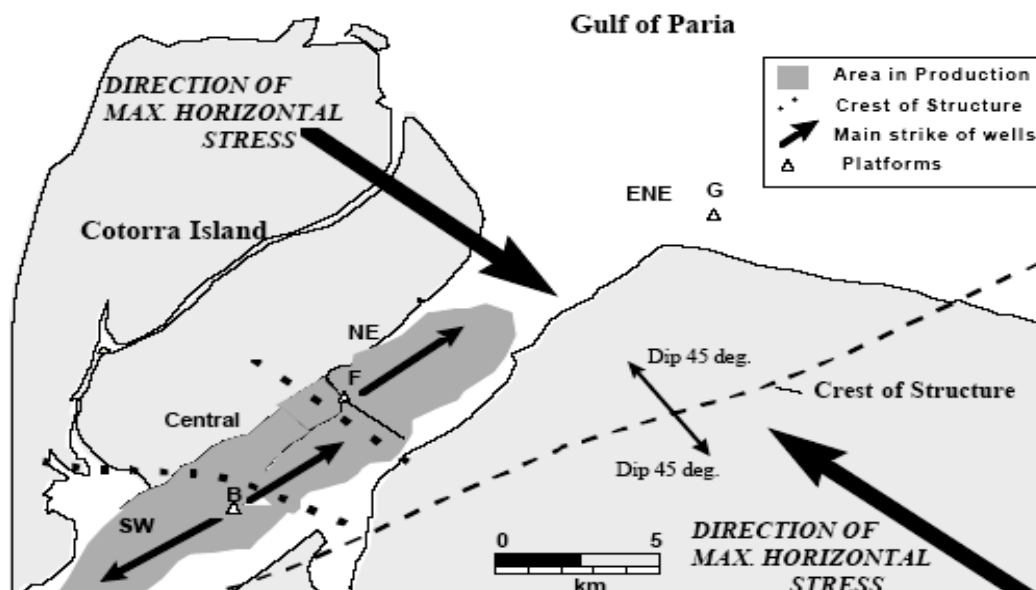 Gulf of Paria
Area in Production
Crest of Structure
Main strike of wells
Platforms
DIRECTION OF
MAX. HORIZONTAL
STRESS
ENE G
Cotorra Island
NE
F
Dip 45 deg.
Crest of Structure
Central
Dip 45 deg.
B
SW
0 5
km
DIRECTION OF
MAX. HORIZONTAL
STRESS